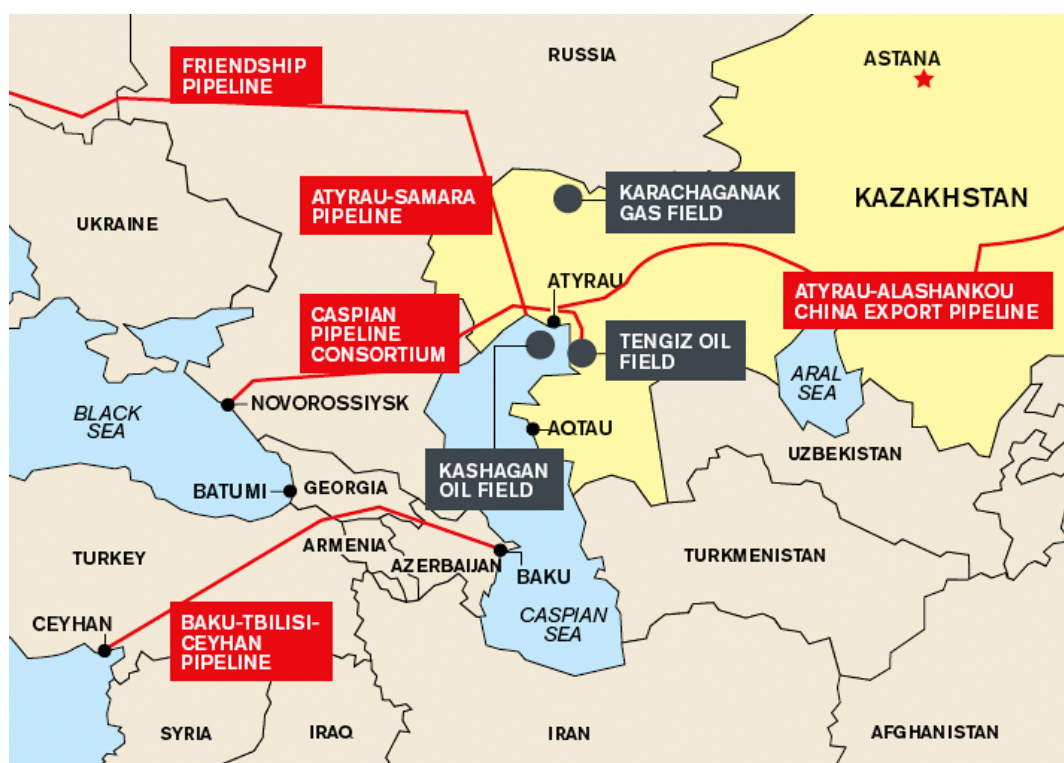 FRIENDSHIP
PIPELINE
RUSSIA
ASTANA
ATYRAU-SAMARA
PIPELINE
KARACHAGANAK
GAS FIELD
KAZAKHSTAN
UKRAINE
ATYRAU
ATYRAU-ALASHANKOU
CHINA EXPORT PIPELINE
CASPIAN
PIPELINE
CONSORTIUM
TENGIZ OIL
FIELD
ARAL
SEA
BLACK
SEA
NOVOROSSIYSK
AQTAU
UZBEKISTAN
KASHAGAN
OIL FIELD
BATUMI
GEORGIA
TURKEY
ARMENIA
AZERBAIJAN
BAKU
TURKMENISTAN
CEYHAN
BAKU-TBILISI-
CEYHAN
PIPELINE
CASPIAN
SEA
SYRIA
IRAQ
IRAN
AFGHANISTAN